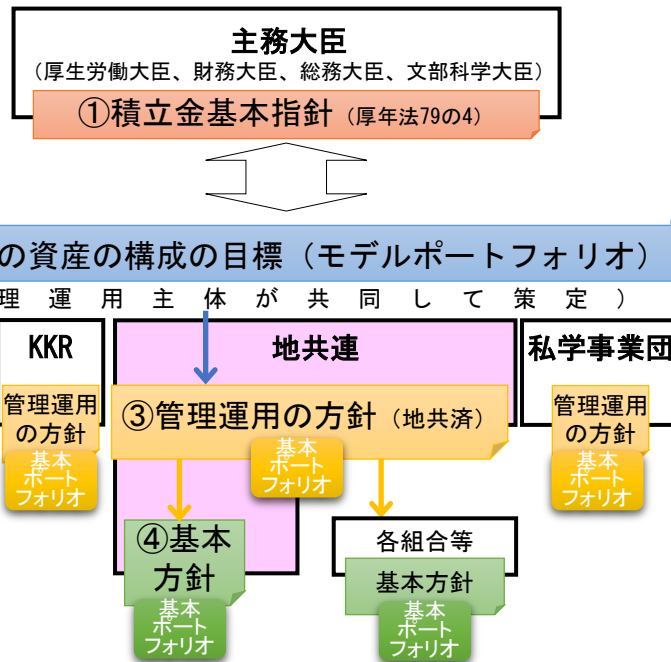 主務大臣
（厚生労働大臣、財務大臣、総務大臣、文部科学大臣）
①積立金基本指針（厚年法79の4）
の資産の構成の目標（モデルポートフォリオ）
理運用主体が共同して策定）
KKR
地共連
私学事業団
管理運用
の方針
基本
ポート
フォリオ
③管理運用の方針（地共済）
基本
ポート
フォリオ
管理運用
の方針
基本
ポート
フォリオ
④基本
方針
基本
ポート
フォリオ
各組合等
基本方針
基本
ポート
フォリオ